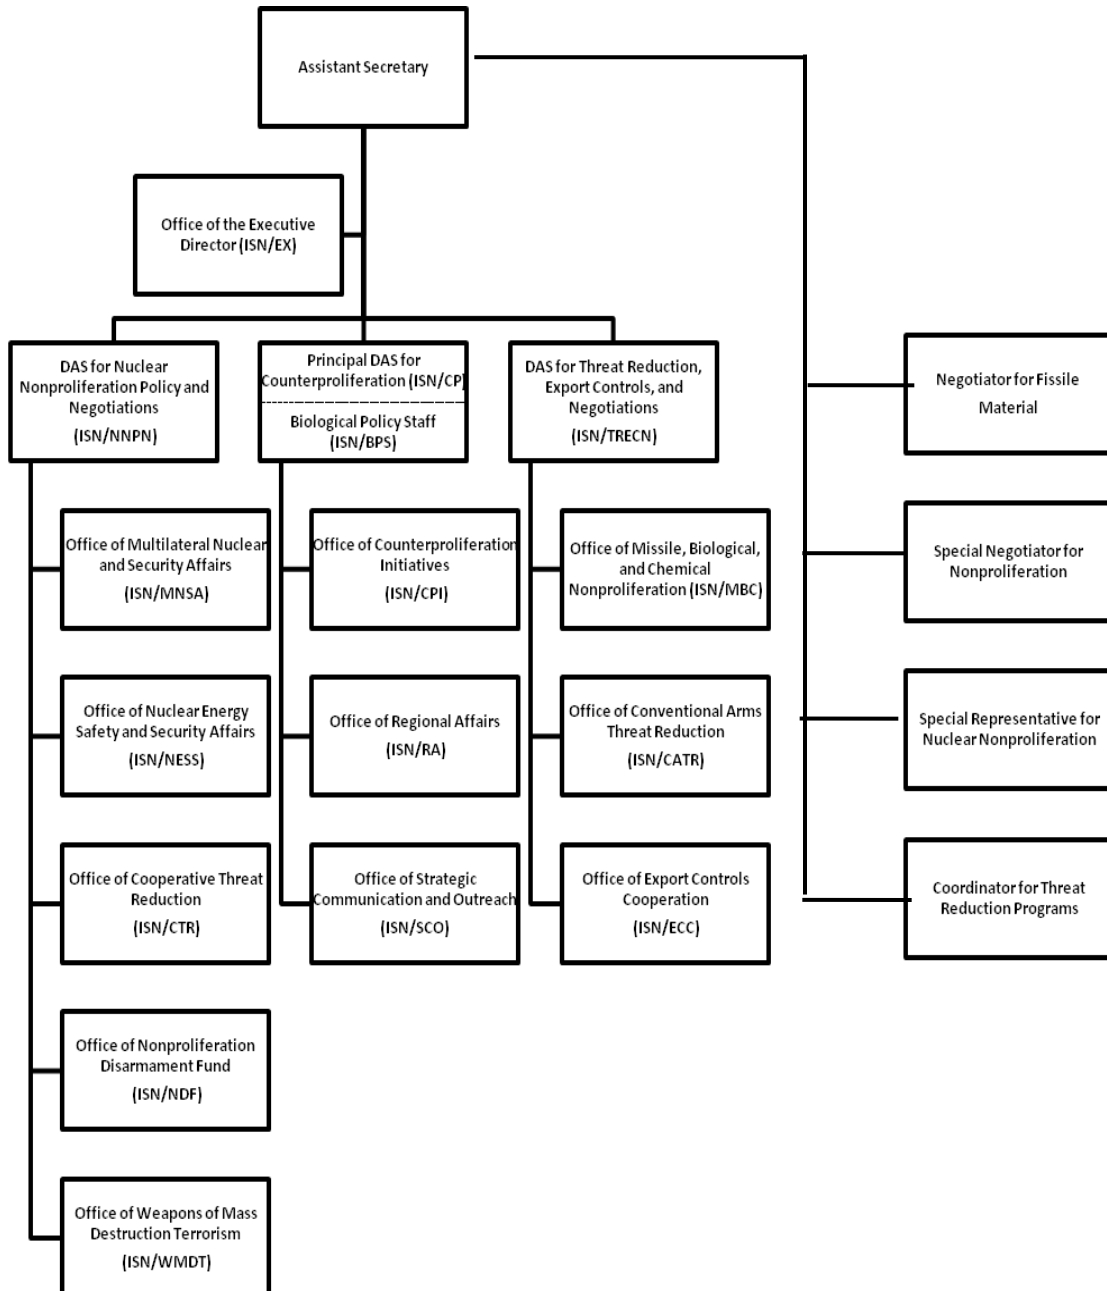 Assistant Secretary
Office of the Executive
Director (ISN/EX)
DAS for Nuclear
Nonproliferation Policy and
Negotiations
(ISN/NNPN)
Principal DAS for
Counterproliferation (ISN/CP)
Biological Policy Staff
(ISN/BPS)
DAS for Threat Reduction,
Export Controls, and
Negotiations
(ISN/TRECN)
Negotiator for Fissile
Material
Office of Multilateral Nuclear
and Security Affairs
(ISN/MNSA)
Office of Counterproliferation
Initiatives
(ISN/CPI)
Office of Missile, Biological,
and Chemical
Nonproliferation (ISN/MBC)
Special Negotiator for
Nonproliferation
Office of Nuclear Energy
Safety and Security Affairs
(ISN/NESS)
Office of Regional Affairs
(ISN/RA)
Office of Conventional Arms
Threat Reduction
(ISN/CATR)
Special Representative for
Nuclear Nonproliferation
Office of Cooperative Threat
Reduction
(ISN/CTR)
Office of Strategic
Communication and Outreach
(ISN/SCO)
Office of Export Controls
Cooperation
(ISN/ECC)
Coordinator for Threat
Reduction Programs
Office of Nonproliferation
Disarmament Fund
(ISN/NDF)
Office of Weapons of Mass
Destruction Terrorism
(ISN/WMDT)